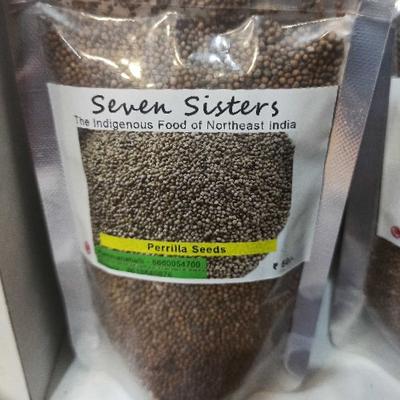 Seven Sisters
The Indigenous Food of Northeast India
Perrilla Seeds